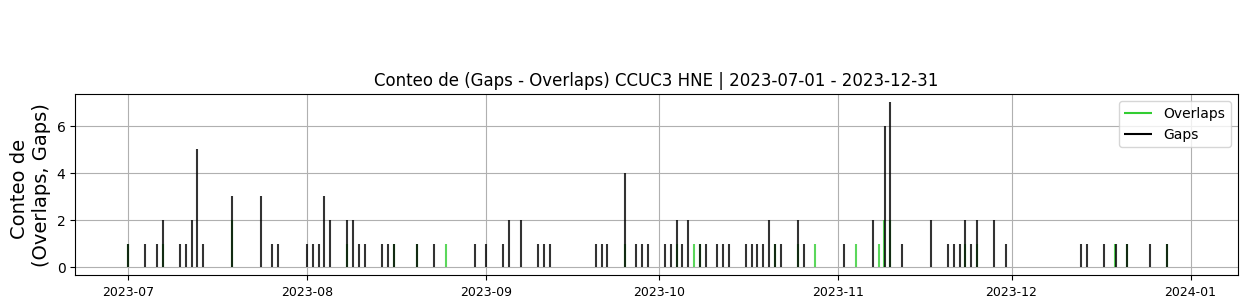 Conteo de (Gaps - Overlaps) CCUC3 HNE | 2023-07-01 - 2023-12-31
Conteo de
(Overlaps, Gaps)
6
4
2
0
Overlaps
Gaps
2023-07
2023-08
2023-09
2023-10
2023-11
2023-12
2024-01